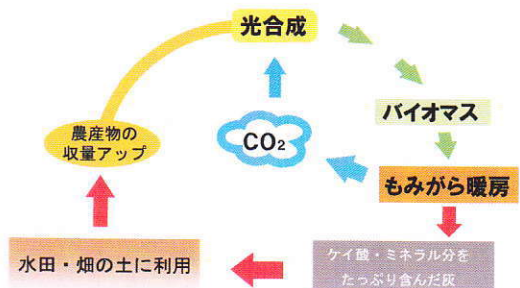 光合成
バイオマス
農産物の
収量アップ
CO₂
もみがら暖房
水田・畑の土に利用
ケイ酸・ミネラル分を
たっぷり含んだ灰